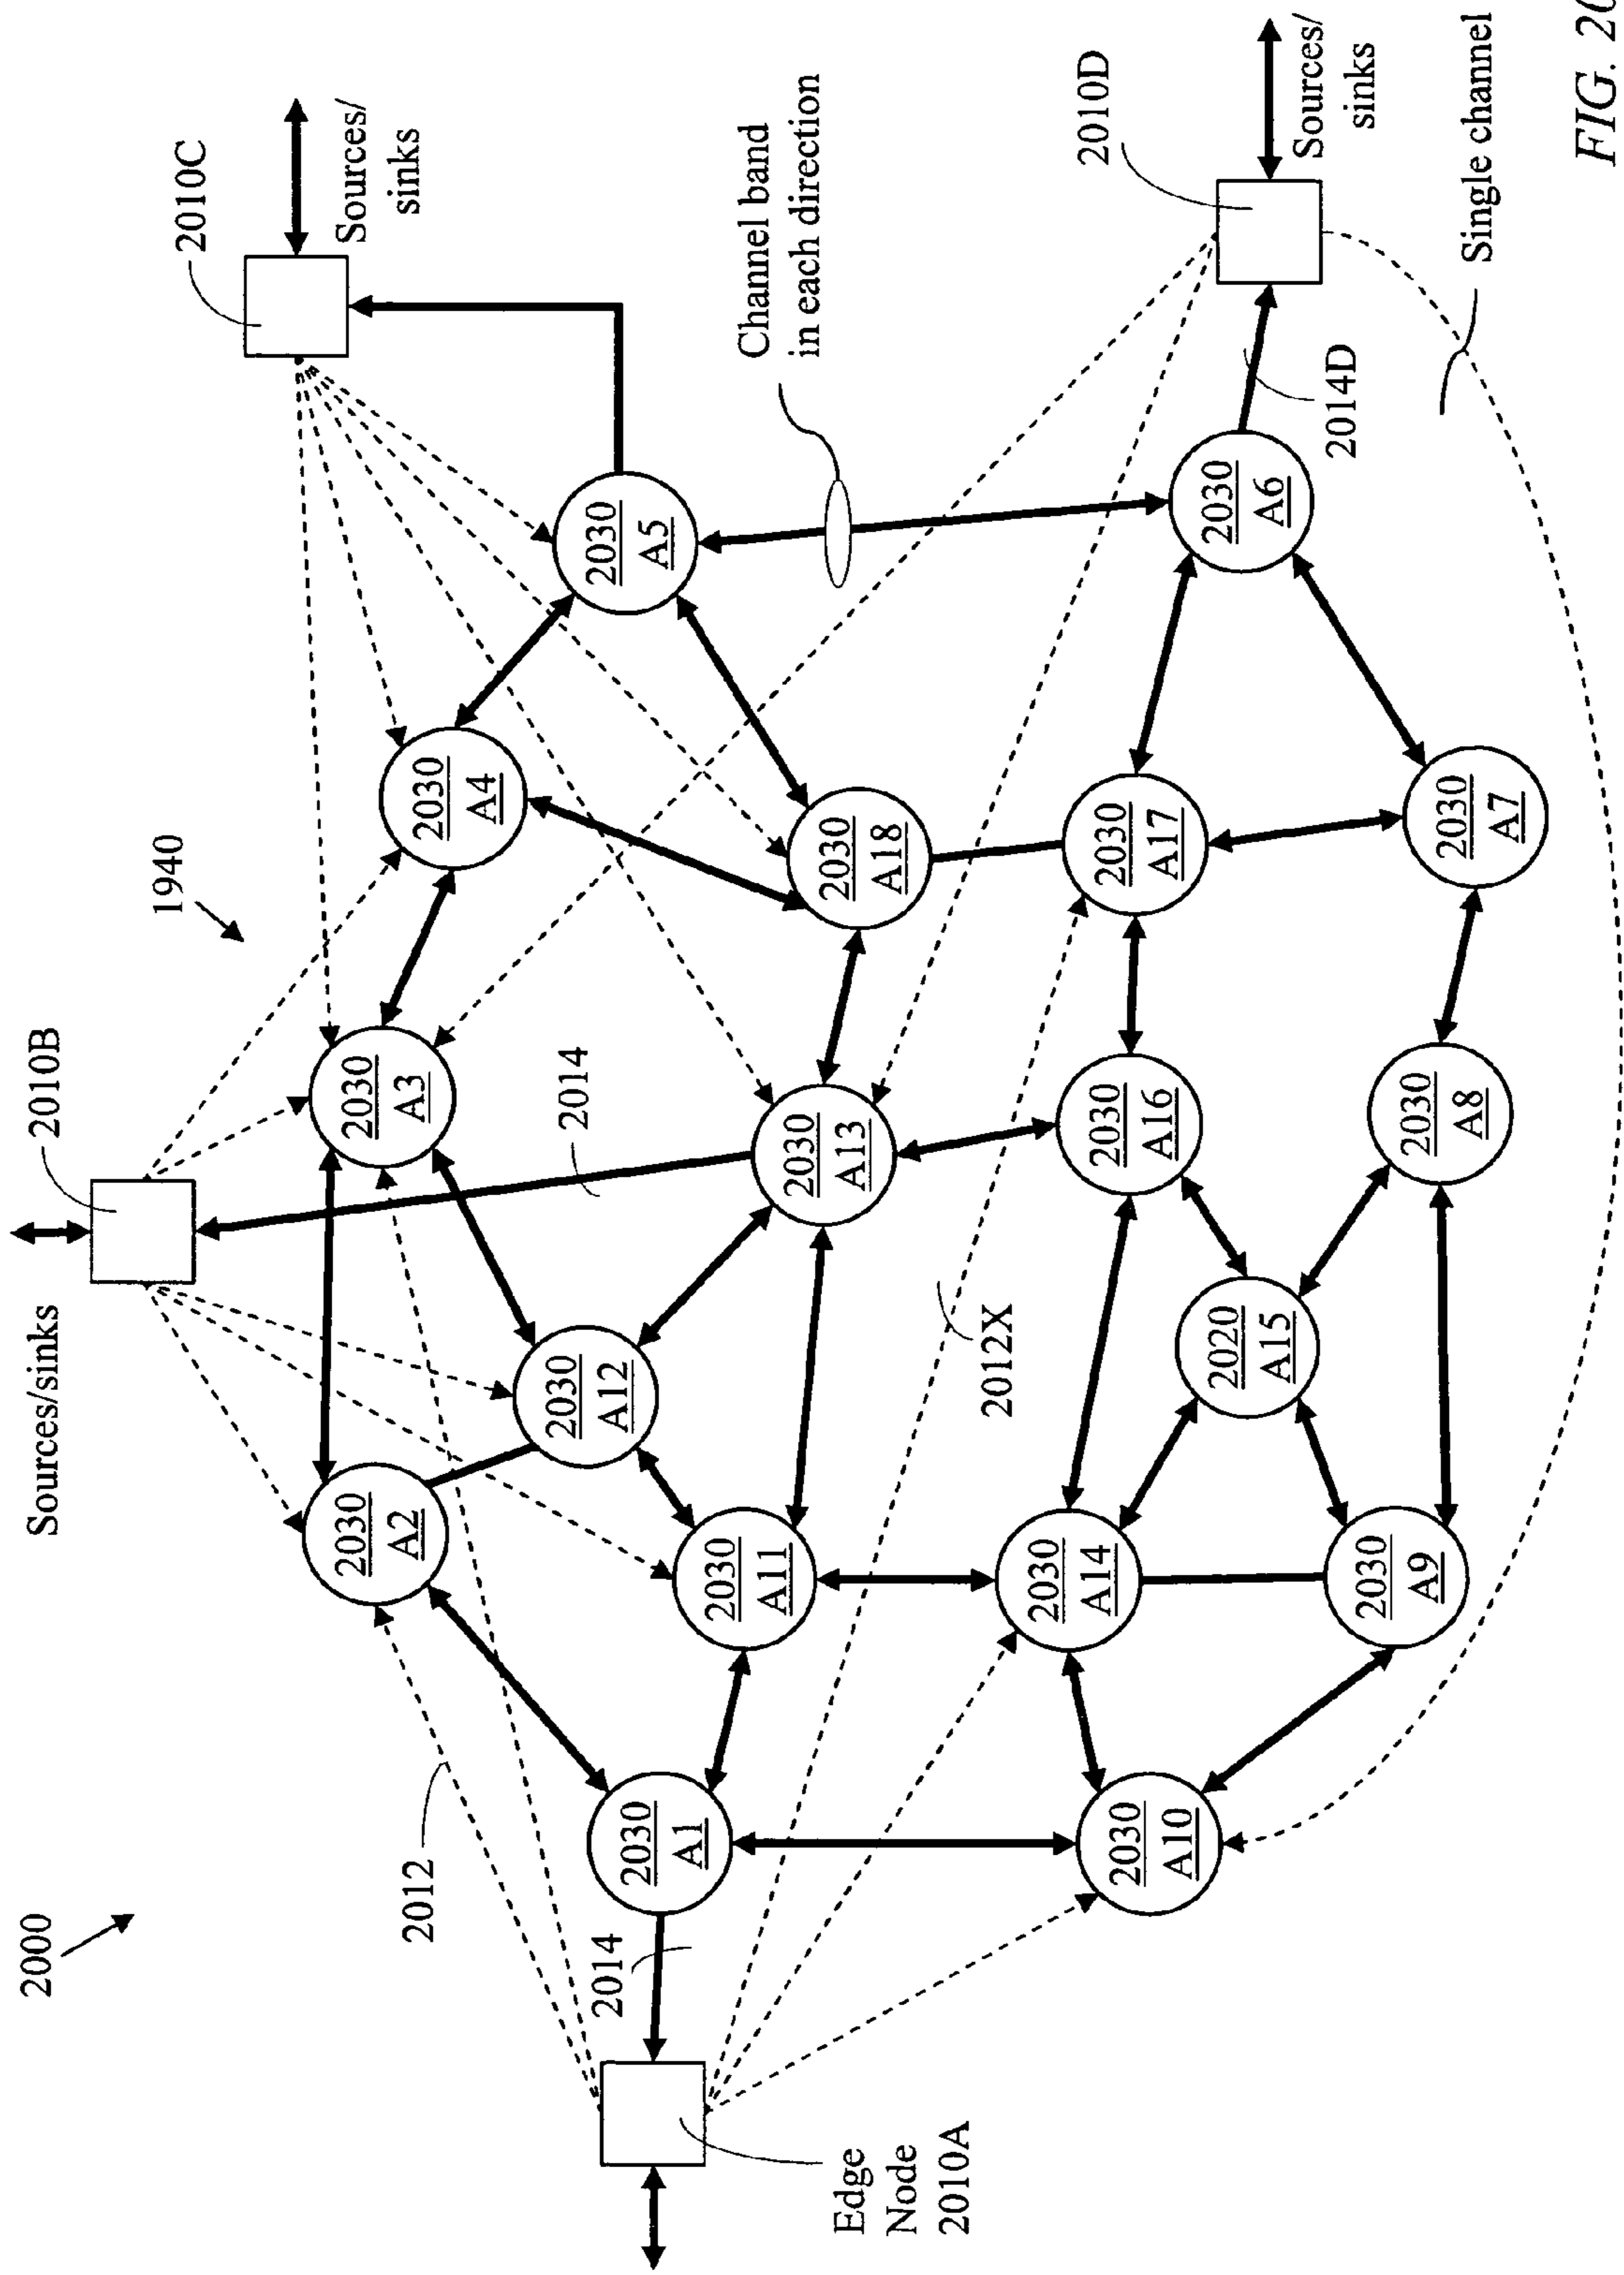 2000
Sources/sinks
2010B
1940
2010C
Sources/
sinks
2012
2030
A2
2030
A3
2030
A4
2030
A12
2014
2014
2030
A1
2030
A5
2030
A11
Channel band
in each direction
2030
A13
2030
A18
Edge
Node
2010A
2012X
2030
A14
2030
A10
2030
A16
2030
A17
2010D
2020
A15
2030
A6
Sources/
sinks
2014D
2030
A9
2030
A8
2030
A7
Single channel
FIG. 20